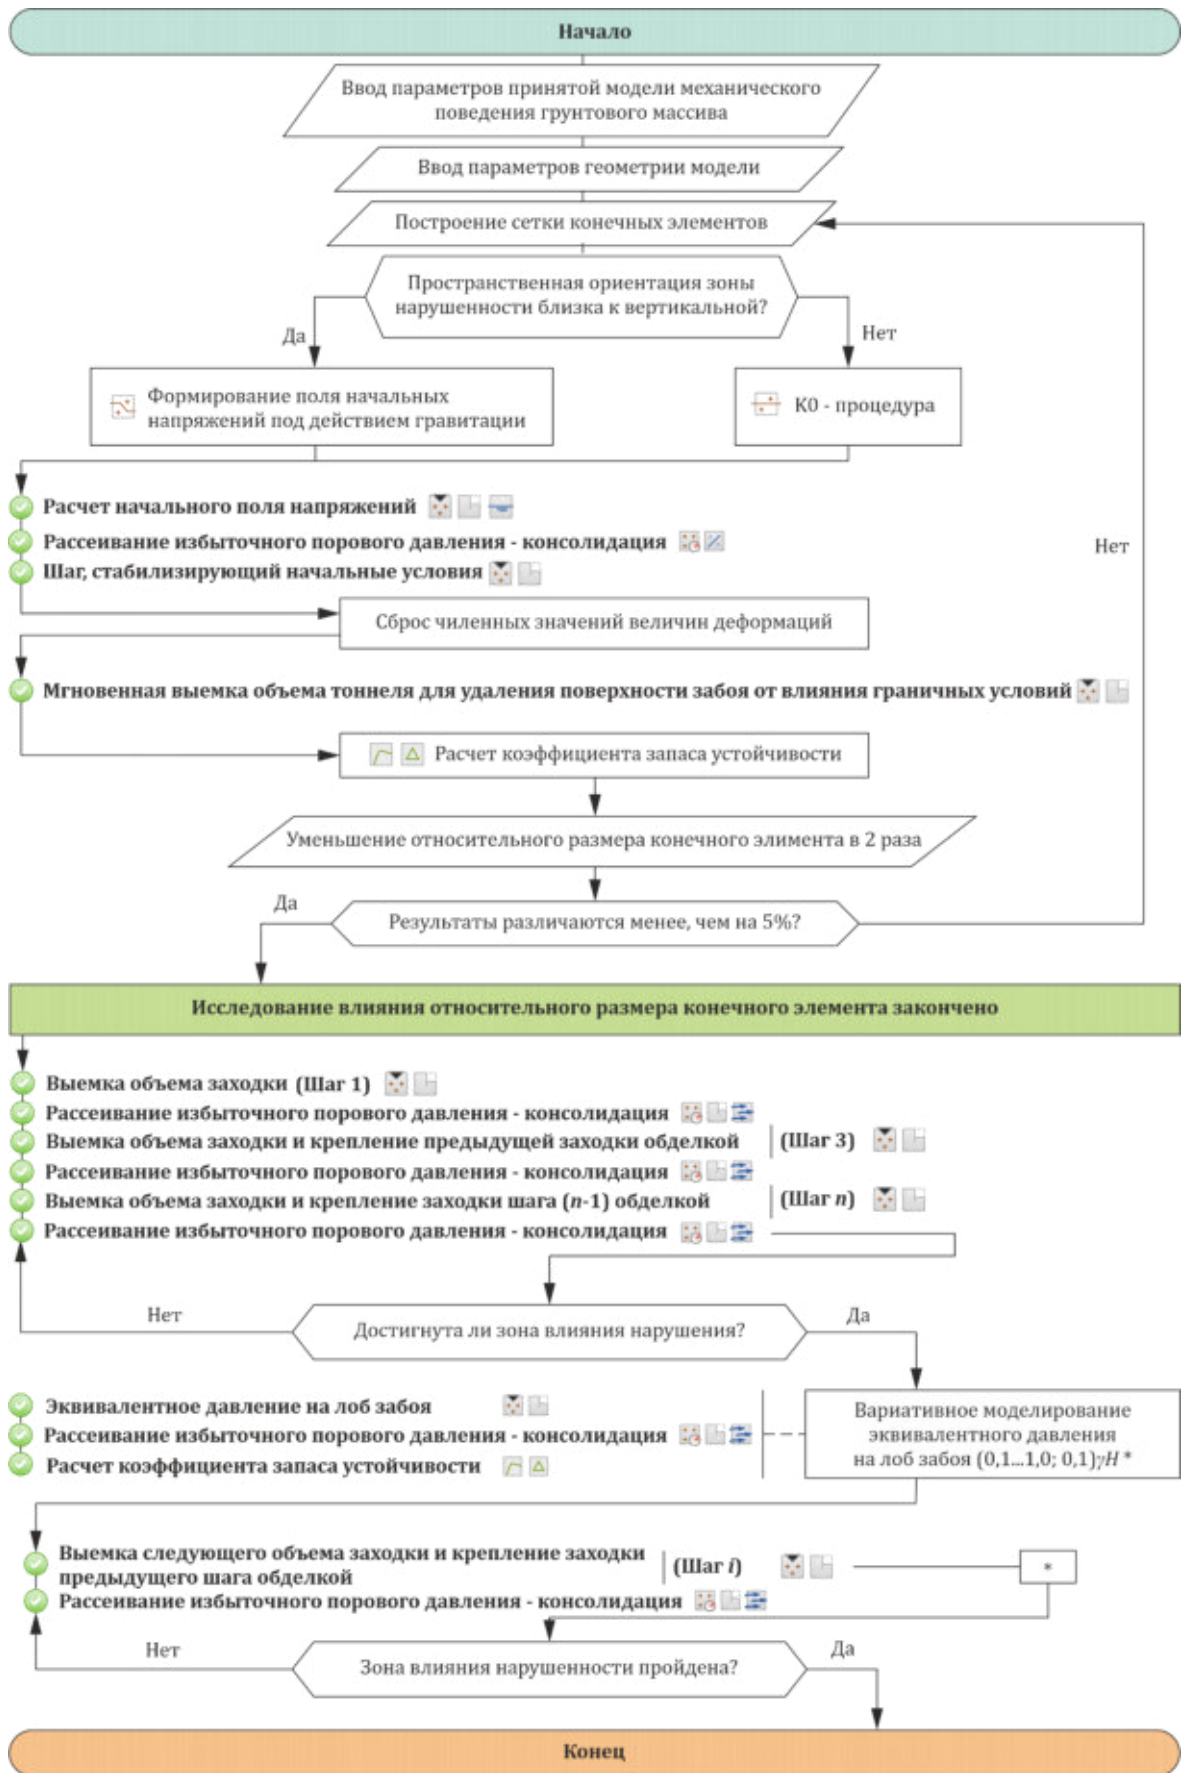 Начало
Ввод параметров принятой модели механического
поведения грунтового массива
Ввод параметров геометрии модели
Построение сетки конечных элементов
Пространственная ориентация зоны
нарушенности близка к вертикальной?
Да
Нет
Формирование поля начальных
напряжений под действием гравитации
К0 - процедура
Расчет начального поля напряжений
Рассеивание избыточного порового давления - консолидация
Нет
Шаг, стабилизирующий начальные условия
Сброс чиленных значений величин деформаций
Мгновенная выемка объема тоннеля для удаления поверхности забоя от влияния граничных условий
Расчет коэффициента запаса устойчивости
Уменьшение относительного размера конечного элимента в 2 раза
Да
Результаты различаются менее, чем на 5%?
Исследование влияния относительного размера конечного элемента закончено
Выемка объема заходки (Шаг 1)
Рассеивание избыточного порового давления - консолидация
Выемка объема заходки и крепление предыдущей заходки обделкой (Шаг 3)
Рассеивание избыточного порового давления - консолидация
Выемка объема заходки и крепление заходки шага (n-1) обделкой (Шаг n)
Рассеивание избыточного порового давления - консолидация
Нет
Достигнута ли зона влияния нарушения?
Да
Эквивалентное давление на лоб забоя
Рассеивание избыточного порового давления - консолидация
Расчет коэффициента запаса устойчивости
Вариативное моделирование
эквивалентного давления
на лоб забоя (0,1...1,0; 0,1)γH *
Выемка следующего объема заходки и крепление заходки
предыдущего шага обделкой
(Шаг i)
*
Рассеивание избыточного порового давления - консолидация
Нет
Зона влияния нарушенности пройдена?
Да
Конец